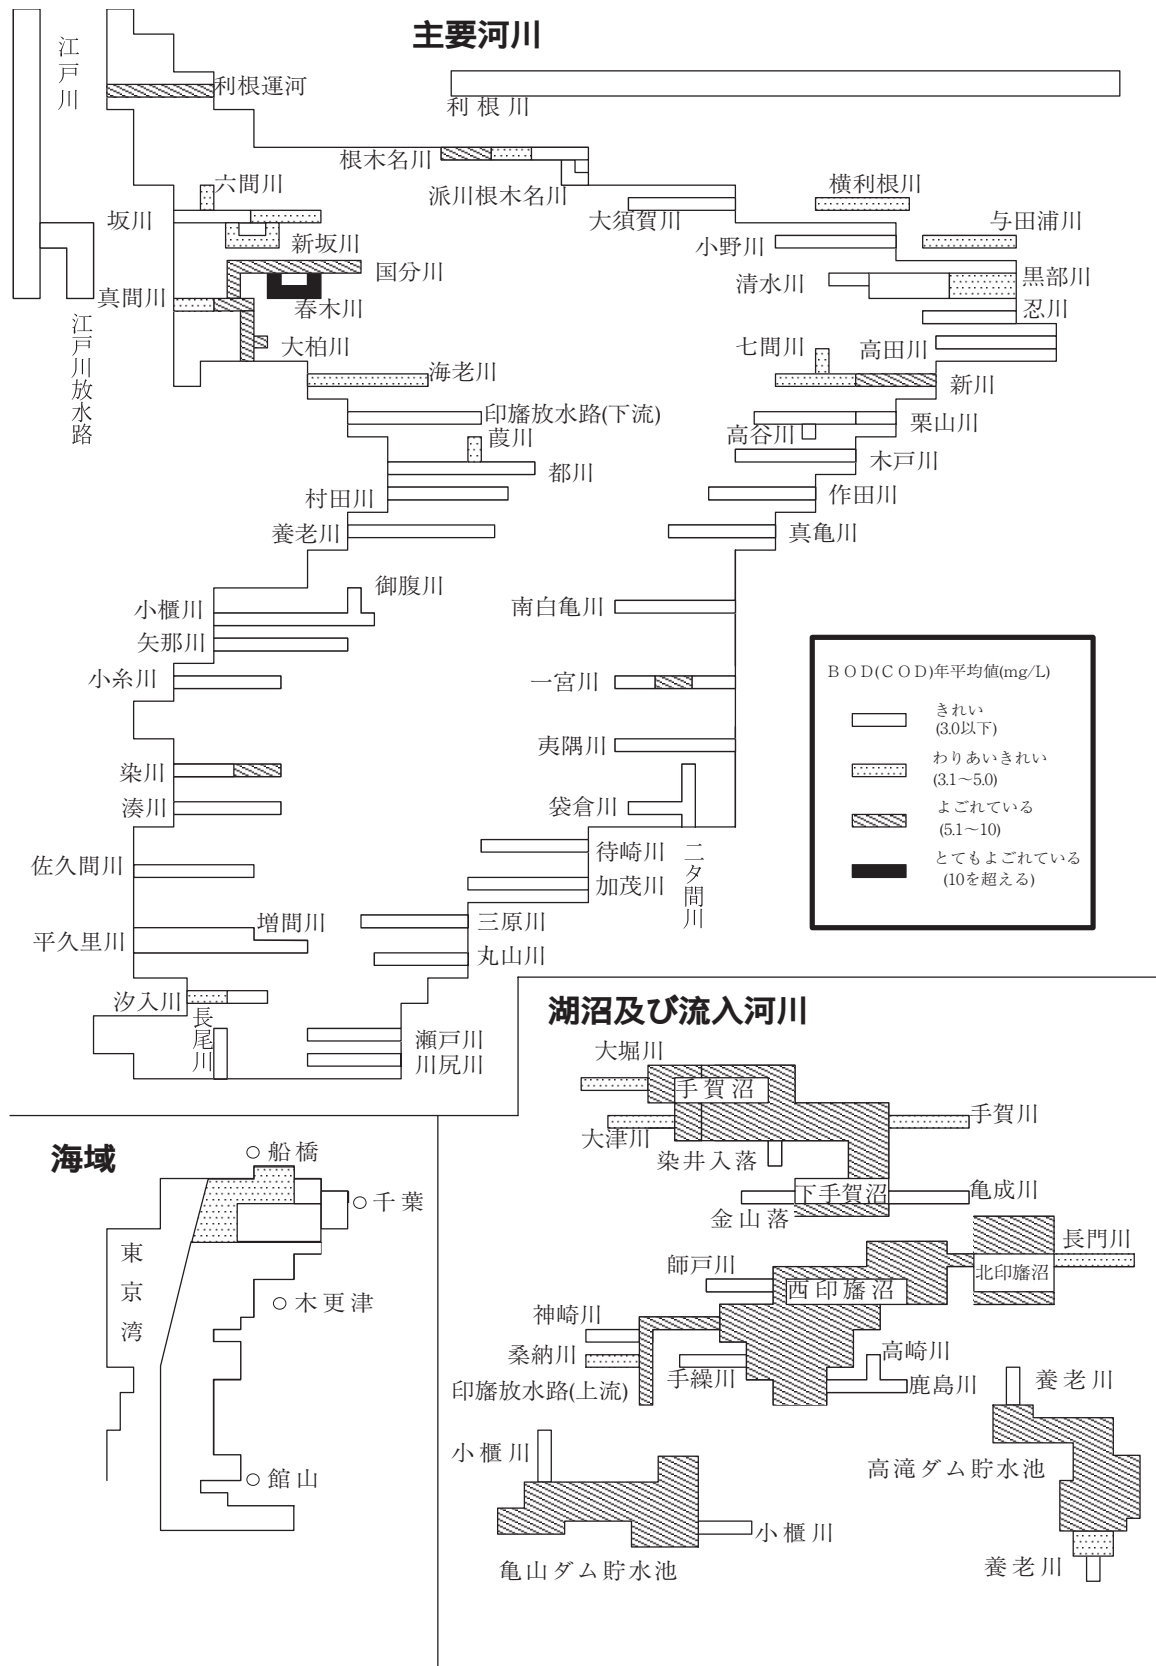 主要河川
江戸川
利根運河
利根川
根木名川
派川根木名川
六間川
坂川
新坂川
国分川
春木川
真間川
大柏川
江戸川放水路
大須賀川
横利根川
小野川
与田浦川
清水川
黒部川
忍川
七間川
高田川
新川
海老川
印旛放水路(下流)
葭川
都川
村田川
養老川
高谷川
栗山川
木戸川
作田川
真亀川
御腹川
小櫃川
矢那川
小糸川
南白亀川
一宮川
夷隅川
染川
湊川
袋倉川
二タ間川
待崎川
加茂川
佐久間川
増間川
平久里川
三原川
丸山川
汐入川
長尾川
瀬戸川
川尻川
BOD(COD)年平均値(mg/L)
きれい
(3.0以下)
わりあいきれい
(3.1～5.0)
よごれている
(5.1～10)
とてもよごれている
(10を超える)
湖沼及び流入河川
大堀川
手賀沼
大津川
手賀川
染井入落
下手賀沼
亀成川
金山落
師戸川
西印旛沼
北印旛沼
長門川
神崎川
桑納川
印旛放水路(上流)
手繰川
高崎川
鹿島川
養老川
高滝ダム貯水池
養老川
小櫃川
小櫃川
亀山ダム貯水池
海域
○船橋
○千葉
東京湾
○木更津
○館山